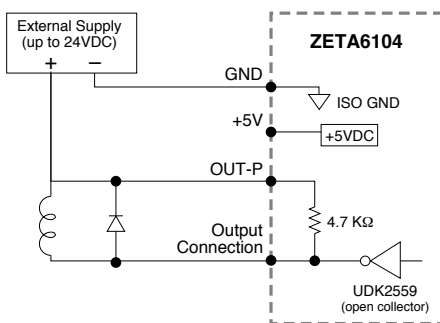 External Supply
(up to 24VDC)
+
−
ZETA6104
GND
ISO GND
+5V
+5VDC
OUT-P
4.7 KΩ
Output
Connection
UDK2559
(open collector)